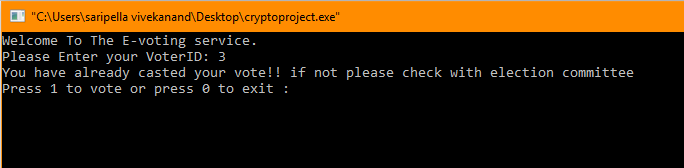 "C:\Users\saripella vivekanand\Desktop\cryptoproject.exe"
Welcome To The E-voting service.
Please Enter your VoterID: 3
You have already casted your vote!! if not please check with election committee
Press 1 to vote or press 0 to exit :